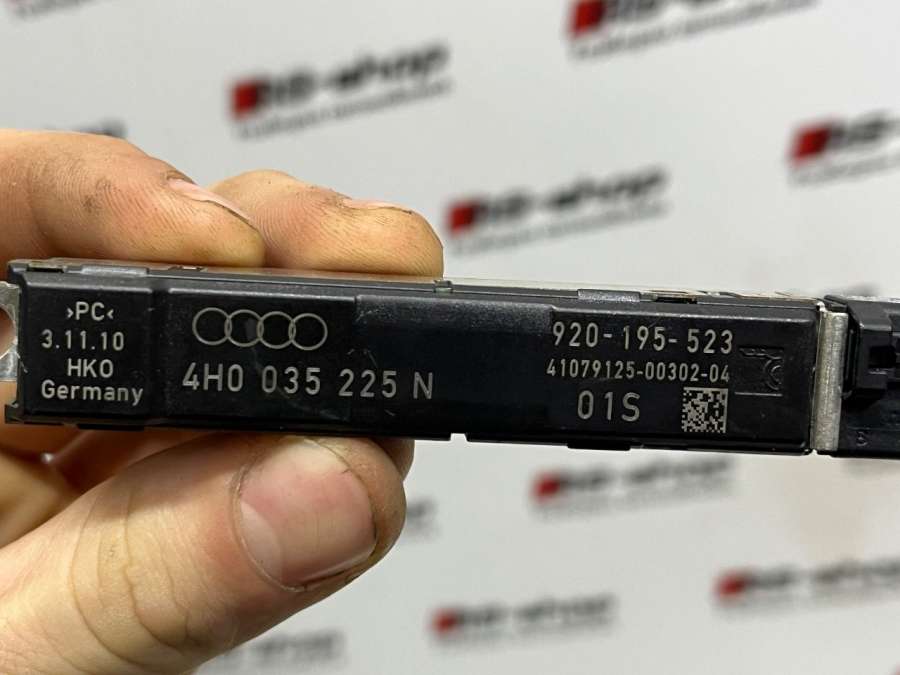 ›PC‹
3.11.10
HKO
Germany
4H0 035 225 N
920-195-523
41079125-00302-04
01S